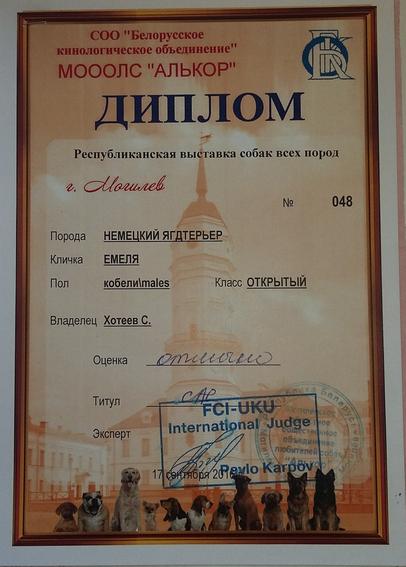 СОО "Белорусское
кинологическое объединение"
МОООЛС "АЛЬКОР"
ДИПЛОМ
Республиканская выставка собак всех пород
г. Могилев
№ 048
Порода НЕМЕЦКИЙ ЯГДТЕРЬЕР
Кличка ЕМЕЛЯ
Пол кобели\males Класс ОТКРЫТЫЙ
Владелец Хотеев С.
Оценка отлично
Титул САС
FCI-UKU
International Judge
Эксперт
Pavlo Karpov
17 сентября 2016